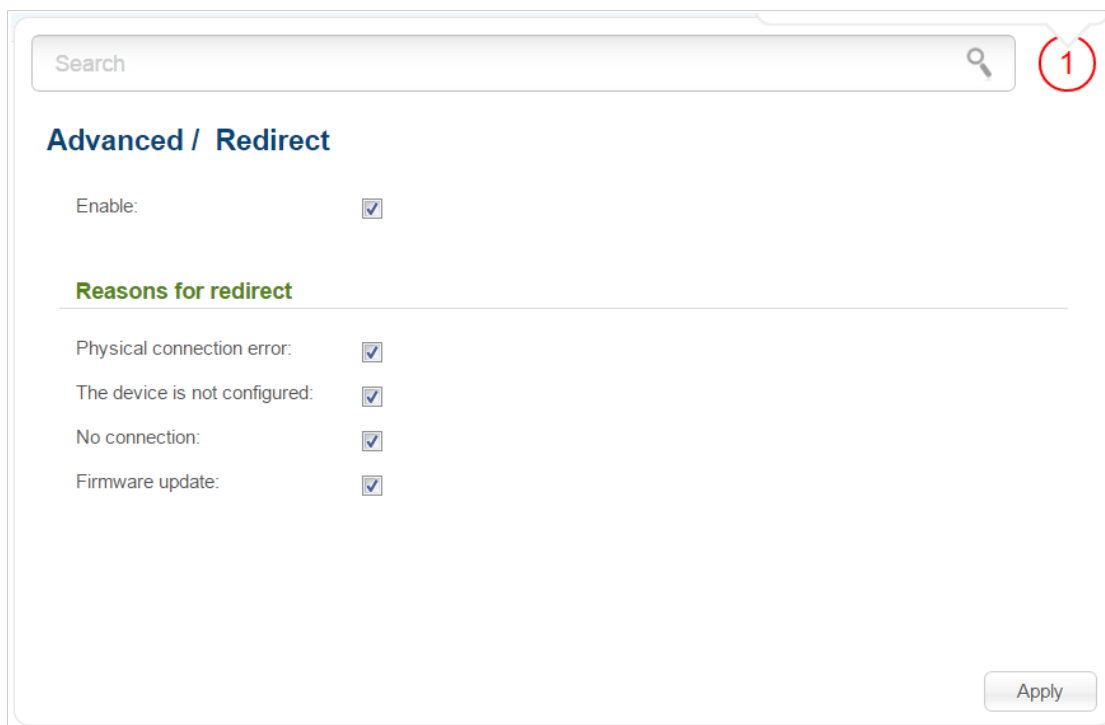 Search
1
Advanced /  Redirect
Enable:
Reasons for redirect
Physical connection error:
The device is not configured:
No connection:
Firmware update:
Apply